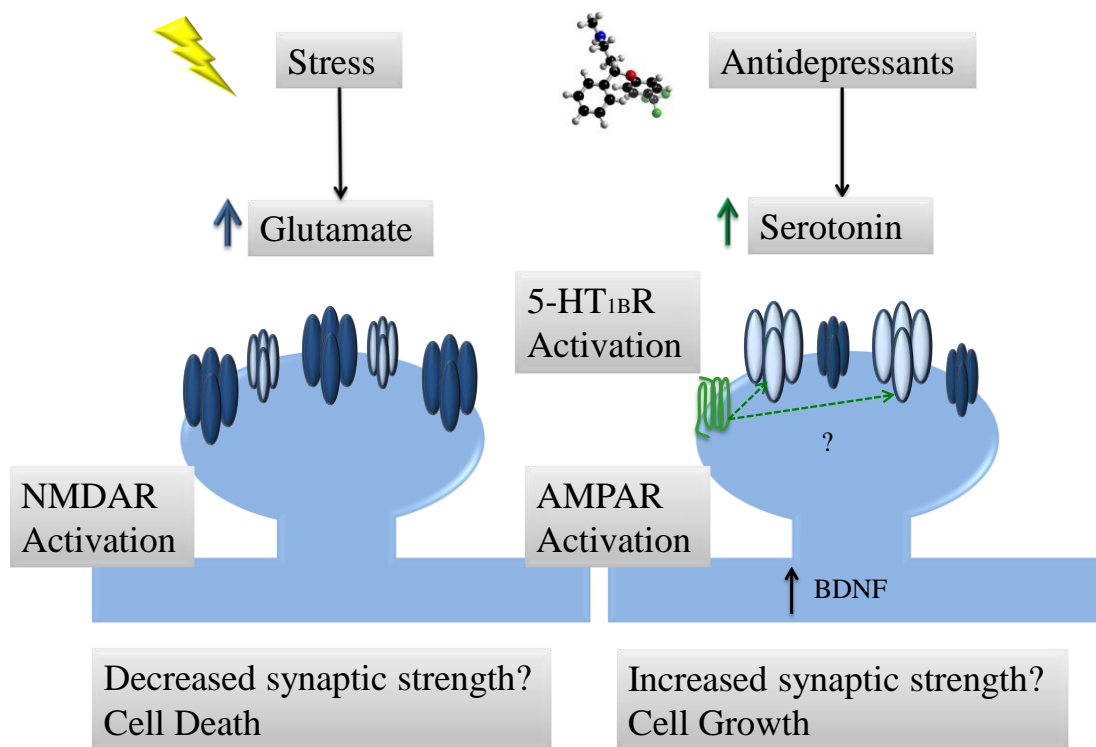 Stress
Glutamate
NMDAR
Activation
Decreased synaptic strength?
Cell Death
Antidepressants
Serotonin
5-HT1BR
Activation
?
AMPAR
Activation
BDNF
Increased synaptic strength?
Cell Growth